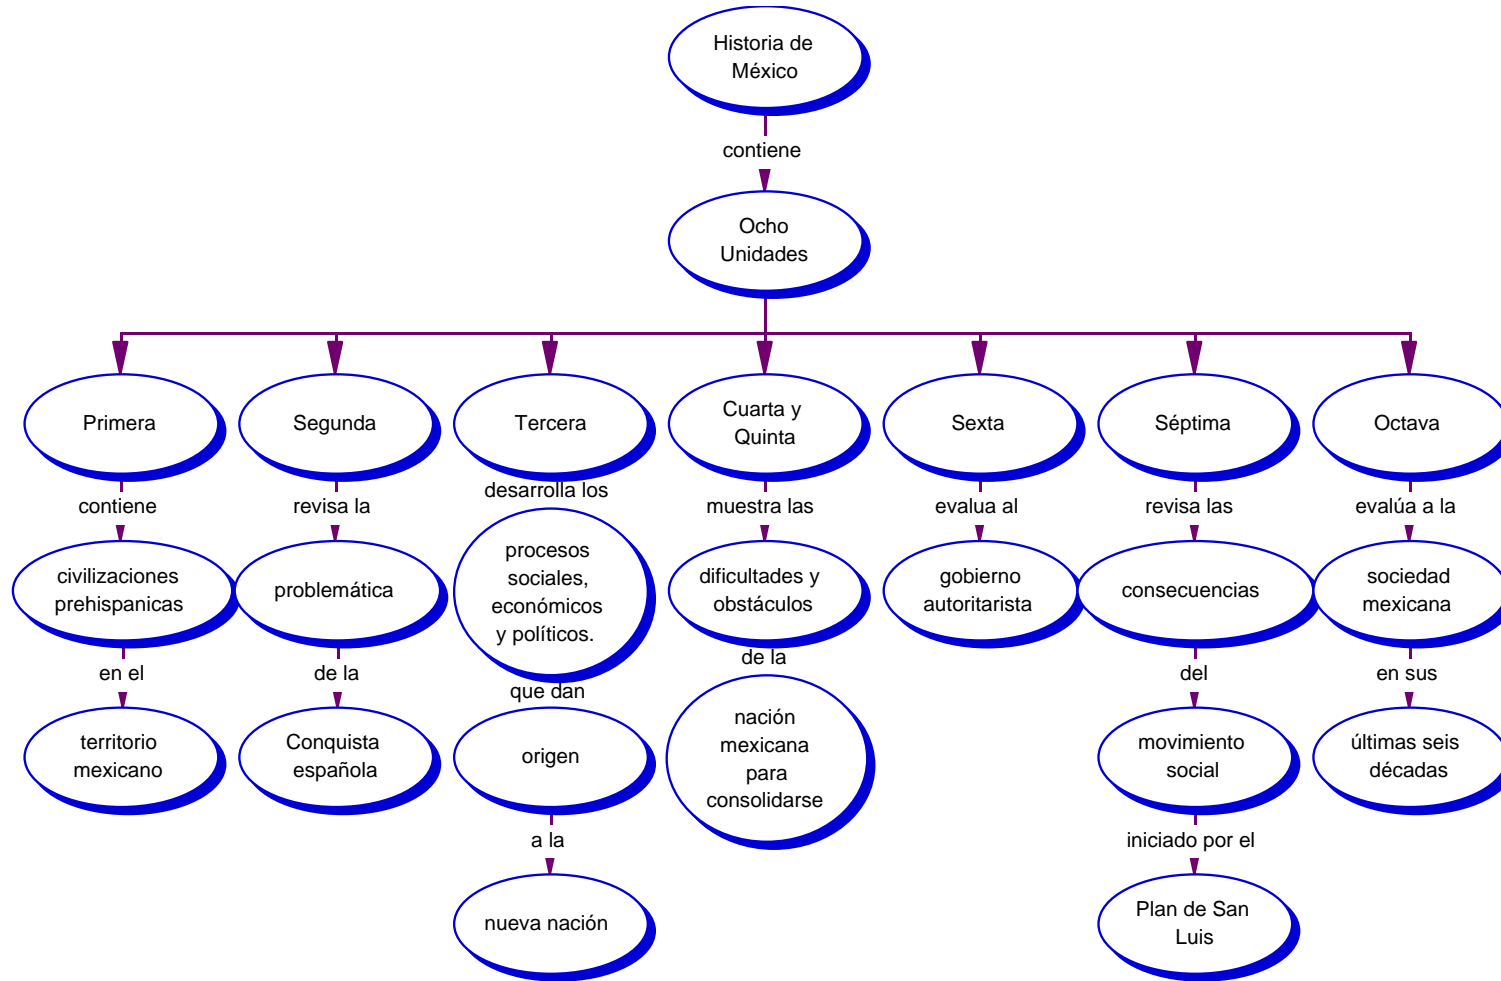 Historia de
México
contiene
Ocho
Unidades
Primera
Segunda
Tercera
Cuarta y
Quinta
Sexta
Séptima
Octava
contiene
revisa la
desarrolla los
muestra las
evalua al
revisa las
evalúa a la
civilizaciones
prehispanicas
problemática
procesos
sociales,
económicos
y políticos.
dificultades y
obstáculos
gobierno
autoritarista
consecuencias
sociedad
mexicana
en el
de la
que dan
de la
del
en sus
territorio
mexicano
Conquista
española
origen
nación
mexicana
para
consolidarse
movimiento
social
últimas seis
décadas
a la
iniciado por el
nueva nación
Plan de San
Luis